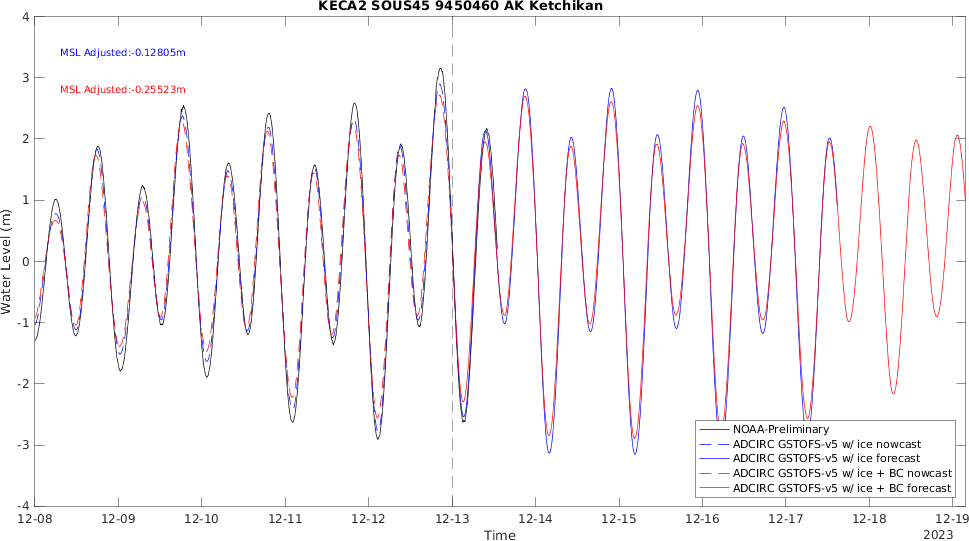 KECA2 SOUS45 9450460 AK Ketchikan
4
MSL Adjusted:-0.12805m
3
MSL Adjusted:-0.25523m
2
1
0
-1
-2
-3
-4
Water Level (m)
NOAA-Preliminary
ADCIRC GSTOFS-v5 w/ ice nowcast
ADCIRC GSTOFS-v5 w/ ice forecast
ADCIRC GSTOFS-v5 w/ ice + BC nowcast
ADCIRC GSTOFS-v5 w/ ice + BC forecast
12-08 12-09 12-10 12-11 12-12 12-13 12-14 12-15 12-16 12-17 12-18 12-19
Time
2023